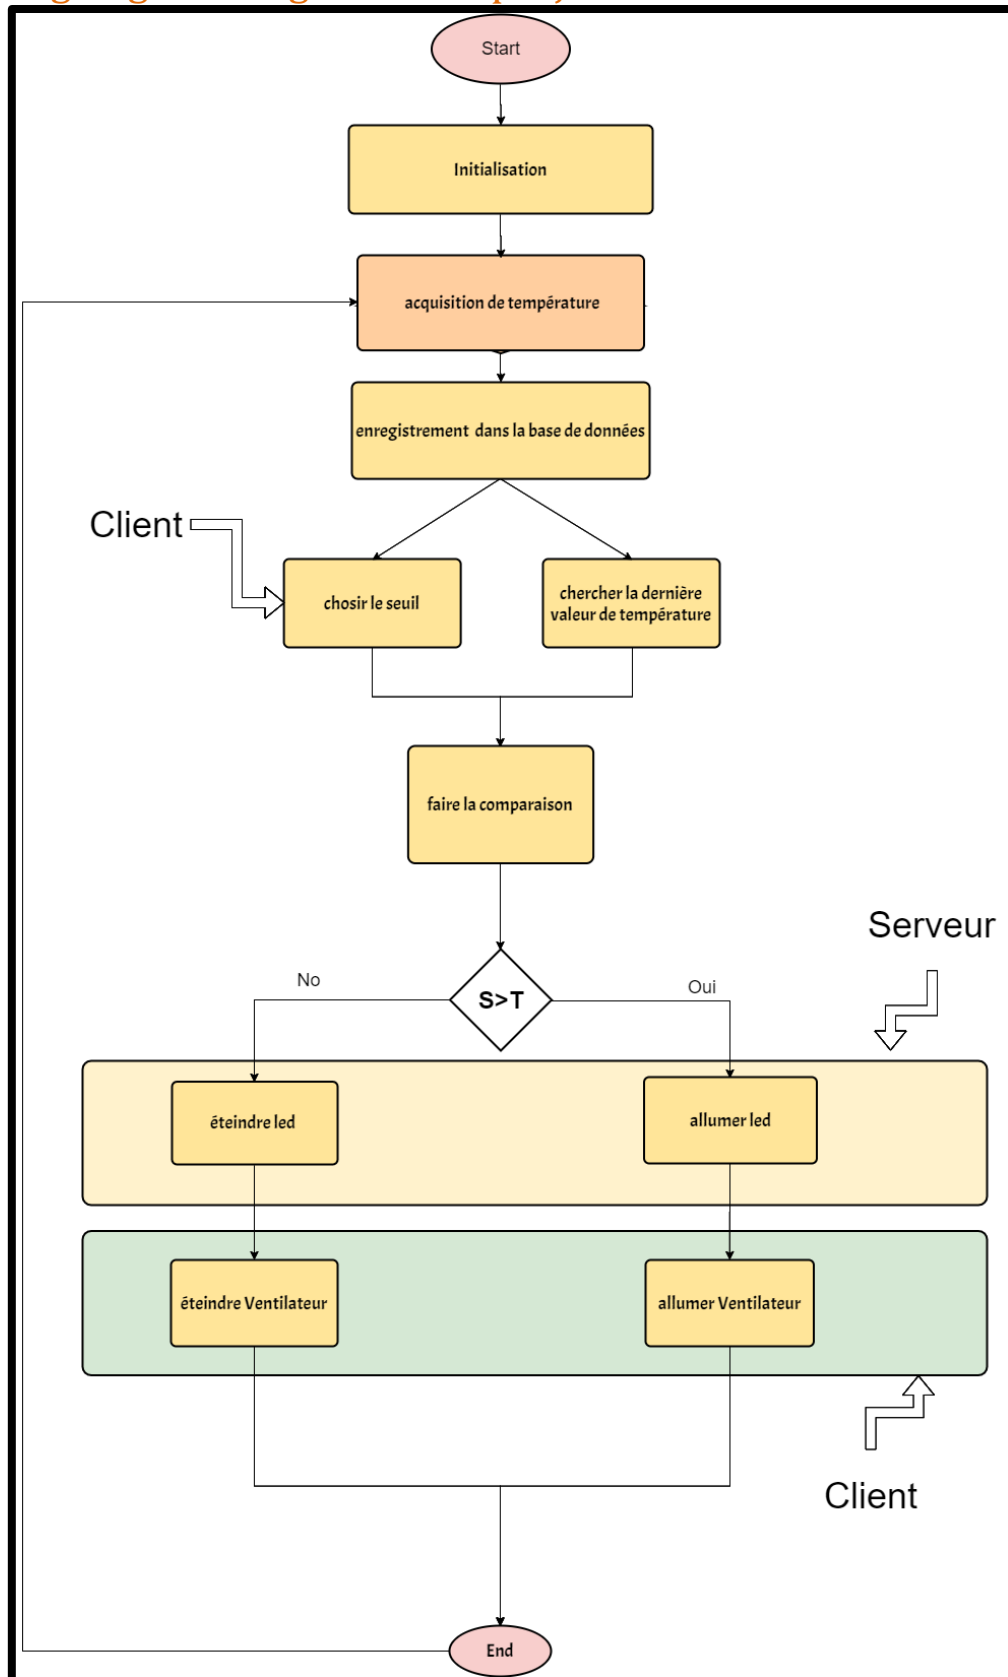 Start
Initialisation
acquisition de température
enregistrement dans la base de données
Client
chosir le seuil
chercher la dernière
valeur de température
faire la comparaison
Serveur
No
S>T
Oui
éteindre led
allumer led
éteindre Ventilateur
allumer Ventilateur
Client
End